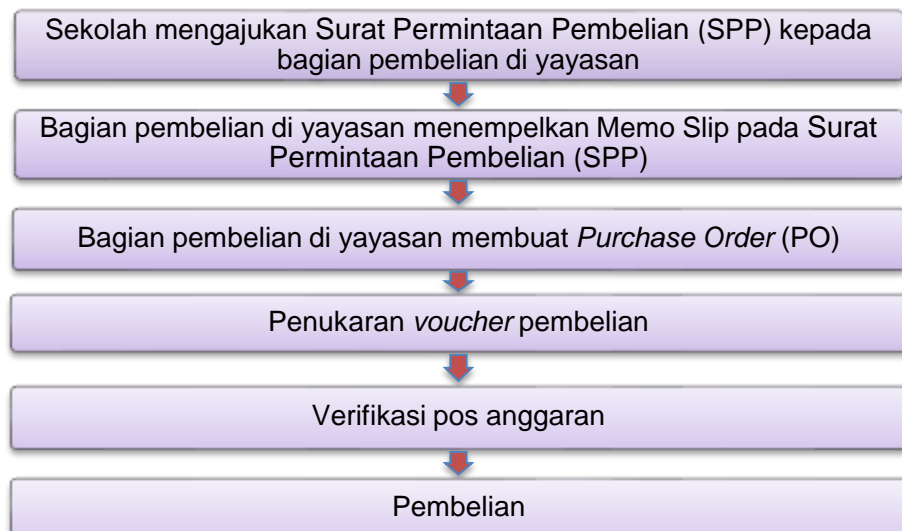 Sekolah mengajukan Surat Permintaan Pembelian (SPP) kepada
bagian pembelian di yayasan
Bagian pembelian di yayasan menempelkan Memo Slip pada Surat
Permintaan Pembelian (SPP)
Bagian pembelian di yayasan membuat Purchase Order (PO)
Penukaran voucher pembelian
Verifikasi pos anggaran
Pembelian